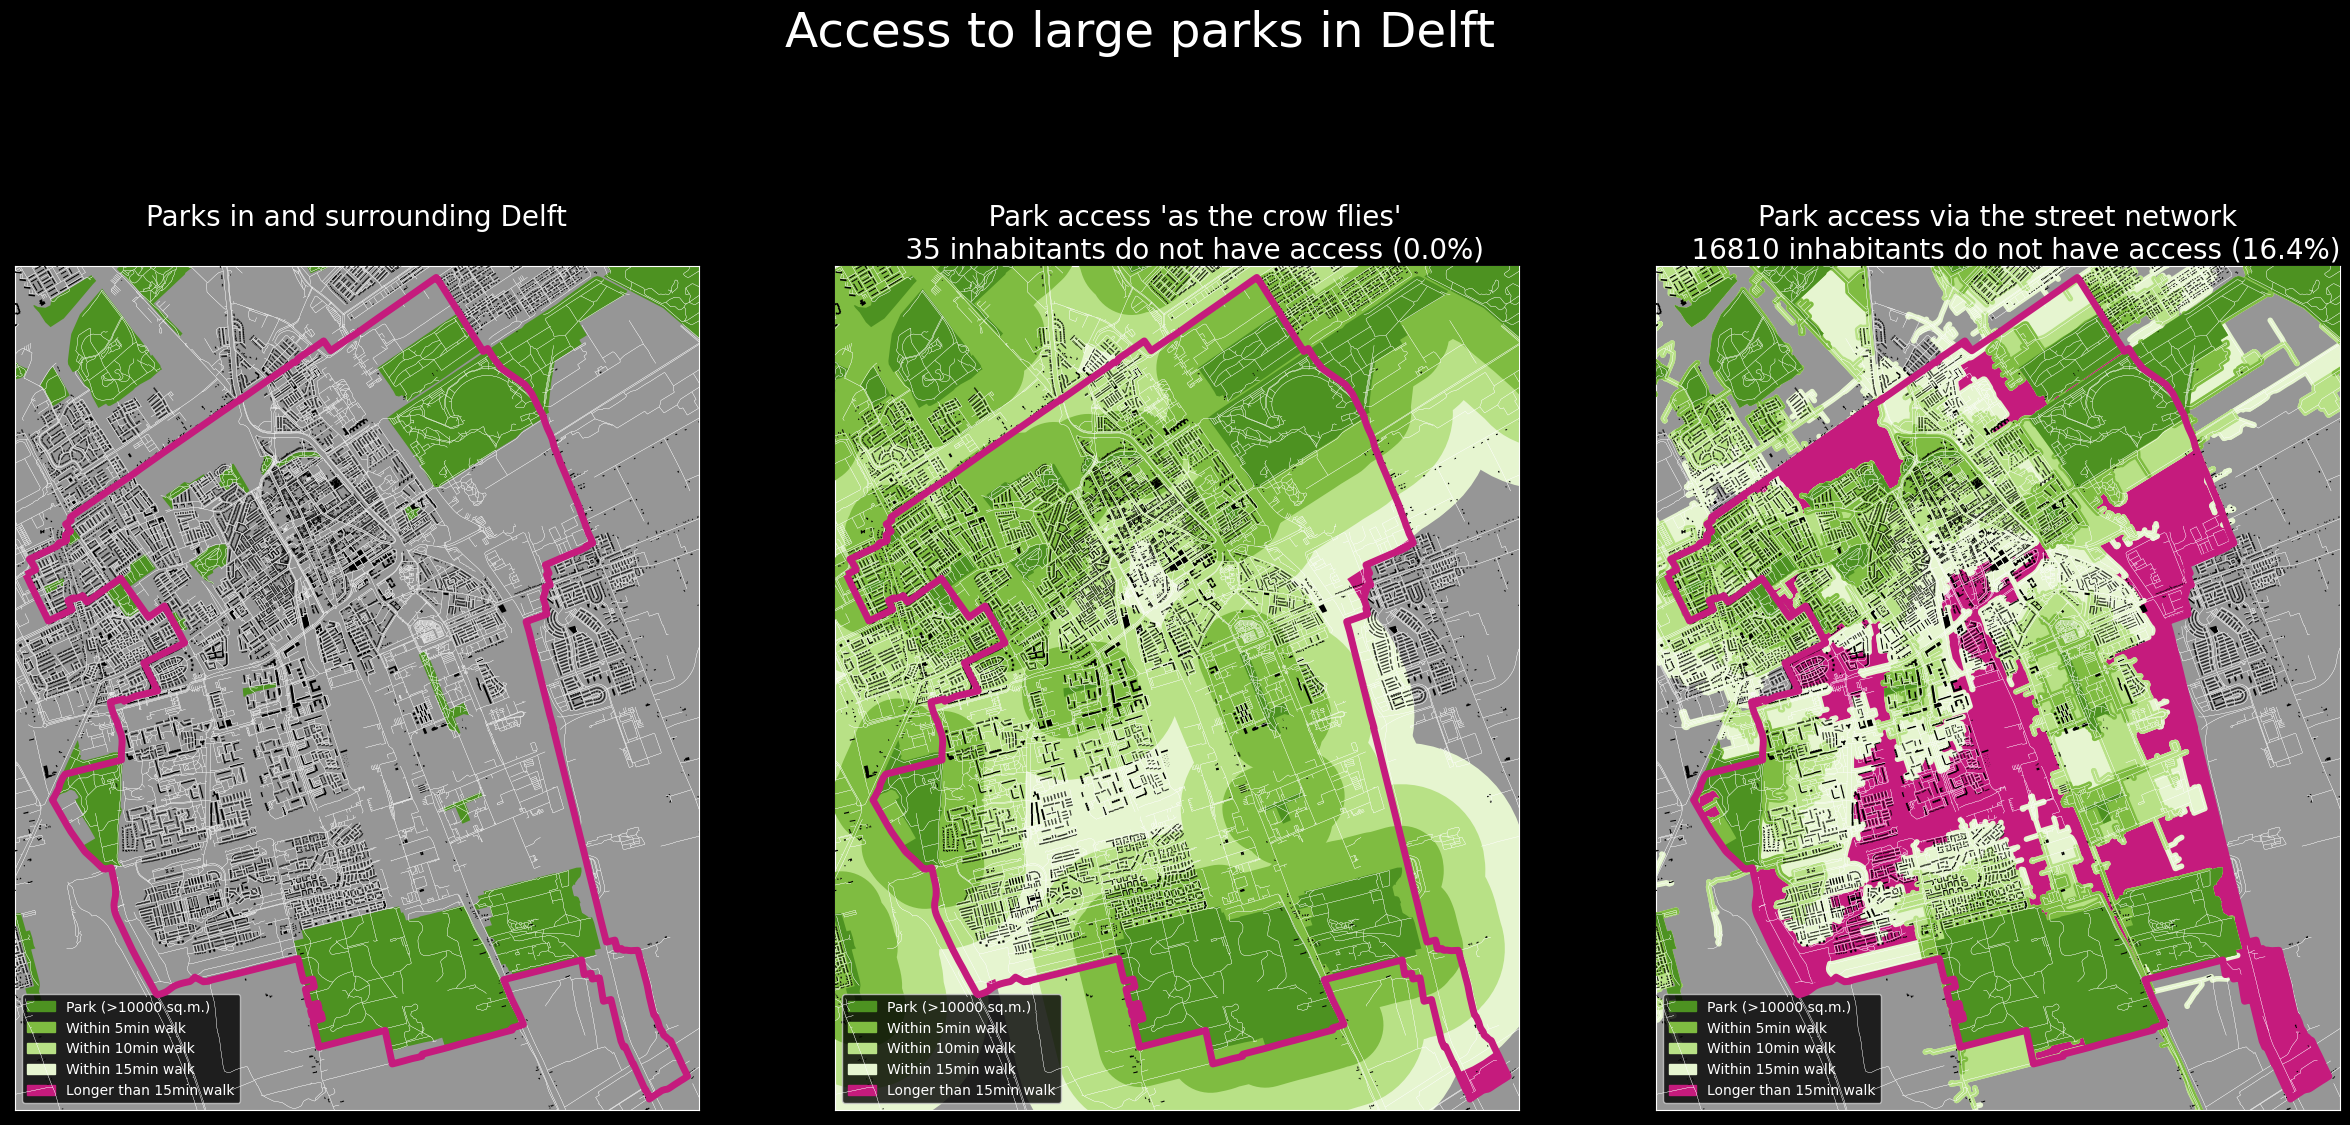 Access to large parks in Delft
Parks in and surrounding Delft
Park access 'as the crow flies'
35 inhabitants do not have access (0.0%)
Park access via the street network
16810 inhabitants do not have access (16.4%)
Park (>10000 sq.m.)
Within 5min walk
Within 10min walk
Within 15min walk
Longer than 15min walk
Park (>10000 sq.m.)
Within 5min walk
Within 10min walk
Within 15min walk
Longer than 15min walk
Park (>10000 sq.m.)
Within 5min walk
Within 10min walk
Within 15min walk
Longer than 15min walk